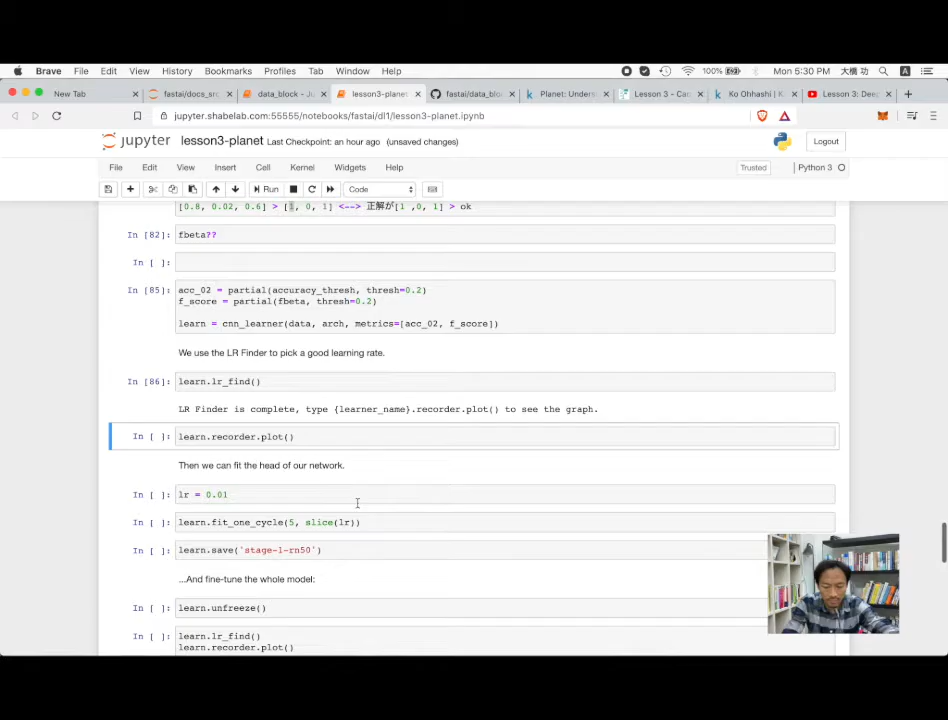 Brave File Edit View History Bookmarks Profiles Tab Window Help 100% Mon 5:30 PM 大橋 功 A
New Tab
fastai/docs_src
data_block - Ju
lesson3-planet
fastai/data_blo
Planet: Unders
Lesson 3 - Ca
Ko Ohhashi | K
Lesson 3: Dee
jupyter.shabelab.com:55555/notebooks/fastai/dl1/lesson3-planet.ipynb
jupyter lesson3-planet Last Checkpoint: an hour ago (unsaved changes) Logout
File Edit View Insert Cell Kernel Widgets Help Trusted Python 3
Run Code
[0.8, 0.02, 0.6] > [1, 0, 1] <--> 正解が[1 ,0, 1] > ok
In [82]: fbeta??
In [ ]:
In [85]: acc_02 = partial(accuracy_thresh, thresh=0.2)
f_score = partial(fbeta, thresh=0.2)
learn = cnn_learner(data, arch, metrics=[acc_02, f_score])
We use the LR Finder to pick a good learning rate.
In [86]: learn.lr_find()
LR Finder is complete, type {learner_name}.recorder.plot() to see the graph.
In [ ]: learn.recorder.plot()
Then we can fit the head of our network.
In [ ]: lr = 0.01
In [ ]: learn.fit_one_cycle(5, slice(lr))
In [ ]: learn.save('stage-1-rn50')
...And fine-tune the whole model:
In [ ]: learn.unfreeze()
In [ ]: learn.lr_find()
learn.recorder.plot()